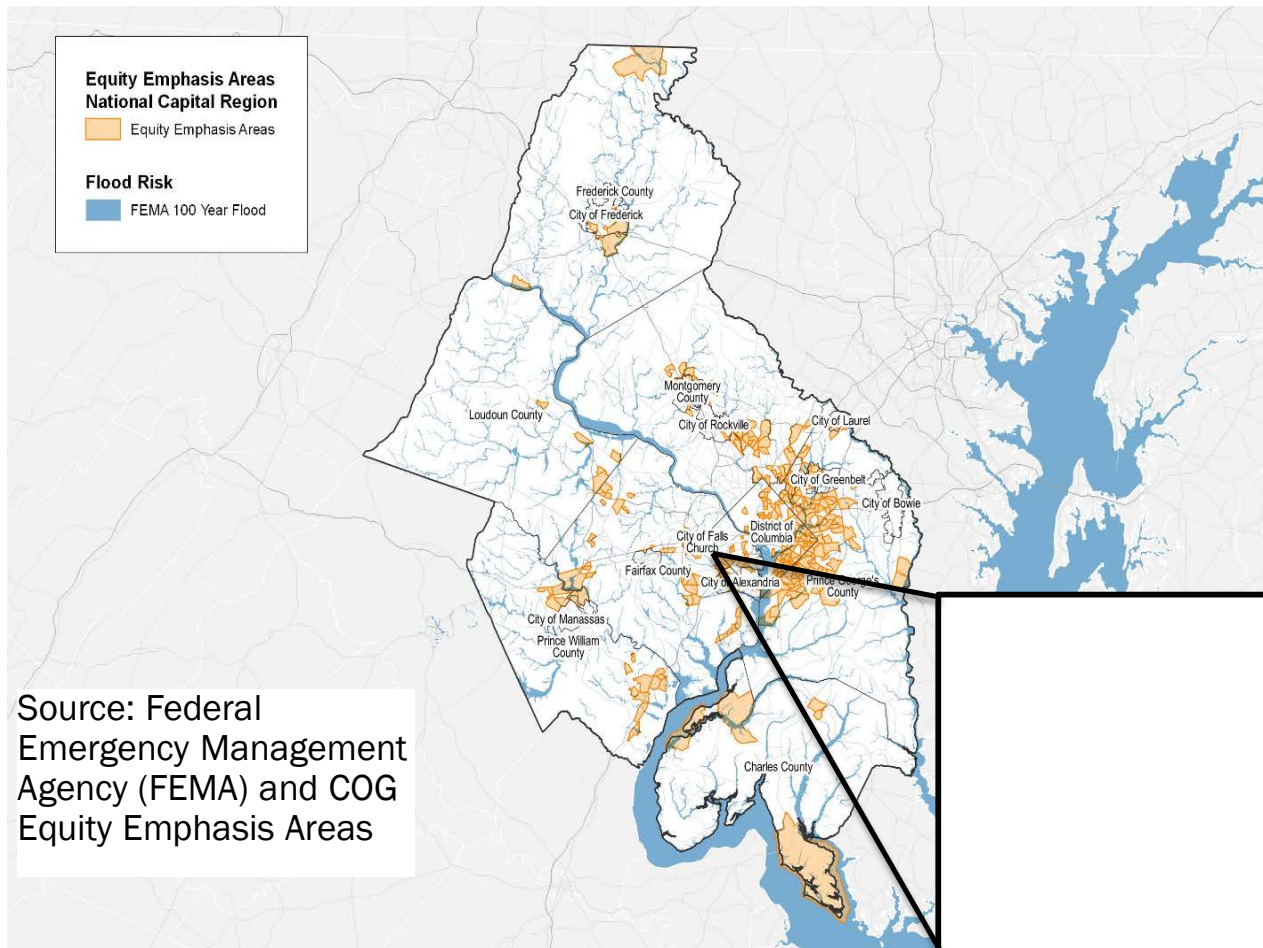 Equity Emphasis Areas
National Capital Region
Equity Emphasis Areas
Flood Risk
FEMA 100 Year Flood
Frederick County
City of Frederick
Montgomery
County
Loudoun County
City of Rockville
City of Laurel
City of Greenbelt
City of Bowie
District of
Columbia
City of Falls
Church
Fairfax County
City of Alexandria
Prince George's
County
City of Manassas
Prince William
County
Charles County
Source: Federal
Emergency Management
Agency (FEMA) and COG
Equity Emphasis Areas